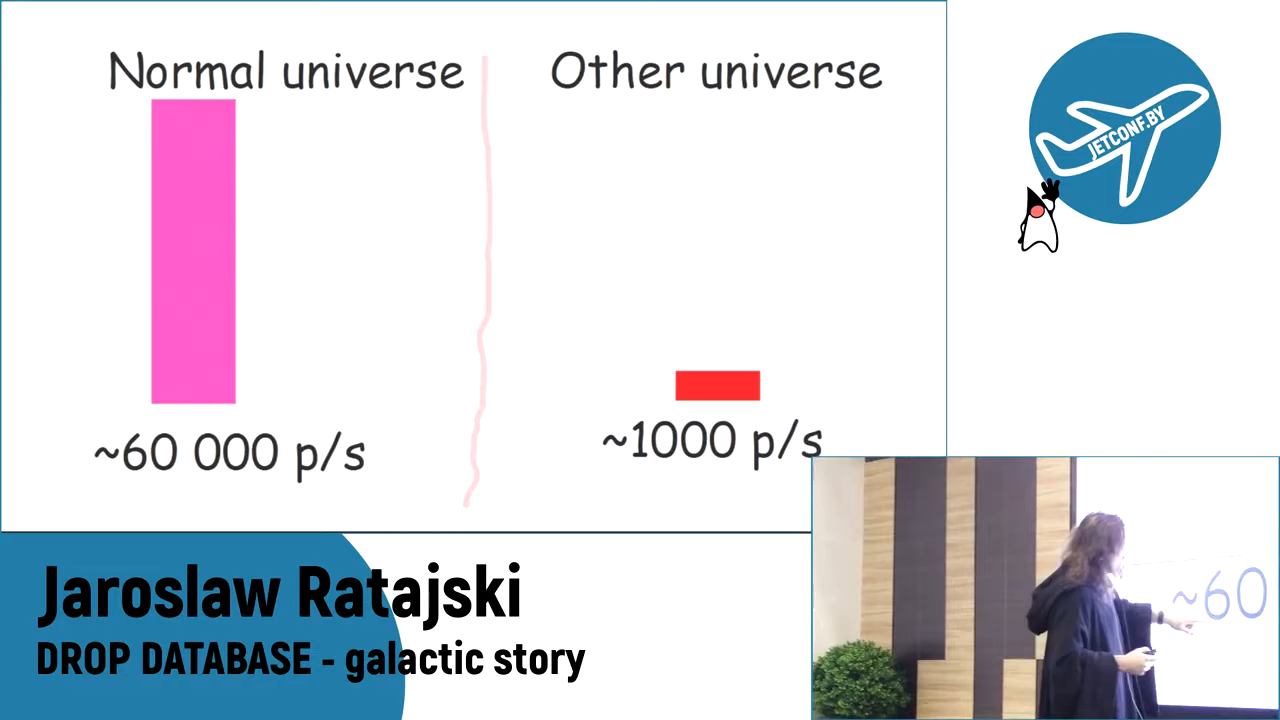 Normal universe
Other universe
~60 000 p/s
~1000 p/s
JETCONF.BY
Jaroslaw Ratajski
DROP DATABASE - galactic story
~60